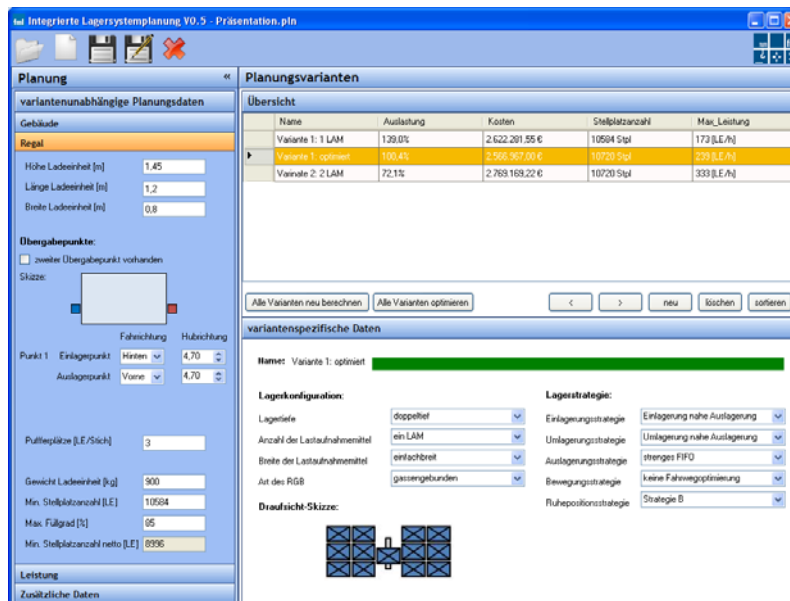 fml Integrierte Lagersystemplanung V0.5 - Präsentation.pln
Planung «
variantenunabhängige Planungsdaten
Gebäude
Regal
Höhe Ladeeinheit [m] 1,45
Länge Ladeeinheit [m] 1,2
Breite Ladeeinheit [m] 0,8
Übergabepunkte:
zweiter Übergabepunkt vorhanden
Skizze:
Fahrrichtung Hubrichtung
Punkt 1 Einlagerpunkt Hinten 4,70
Auslagerpunkt Vorne 4,70
Pufferplätze [LE/Stich] 3
Gewicht Ladeeinheit [kg] 900
Min. Stellplatzanzahl [LE] 10584
Max. Füllgrad [%] 85
Min. Stellplatzanzahl netto [LE] 8996
Leistung
Zusätzliche Daten
Planungsvarianten
Übersicht
Name Auslastung Kosten Stellplatzanzahl Max_Leistung
Variante 1: 1 LAM 139,0% 2.622.281,55 € 10584 Stpl 173 [LE/h]
Variante 1: optimiert 100,4% 2.566.967,00 € 10720 Stpl 239 [LE/h]
Varinate 2: 2 LAM 72,1% 2.769.169,22 € 10720 Stpl 333 [LE/h]
Alle Varianten neu berechnen Alle Varianten optimieren < > neu löschen sortieren
variantenspezifische Daten
Name: Variante 1: optimiert
Lagerkonfiguration:
Lagertiefe doppeltief
Anzahl der Lastaufnahmemittel ein LAM
Breite der Lastaufnahmemittel einfachbreit
Art des RGB gassengebunden
Draufsicht-Skizze:
Lagerstrategie:
Einlagerungsstrategie Einlagerung nahe Auslagerung
Umlagerungsstrategie Umlagerung nahe Auslagerung
Auslagerungsstrategie strenges FIFO
Bewegungsstrategie keine Fahrwegoptimierung
Ruhepositionsstrategie Strategie B